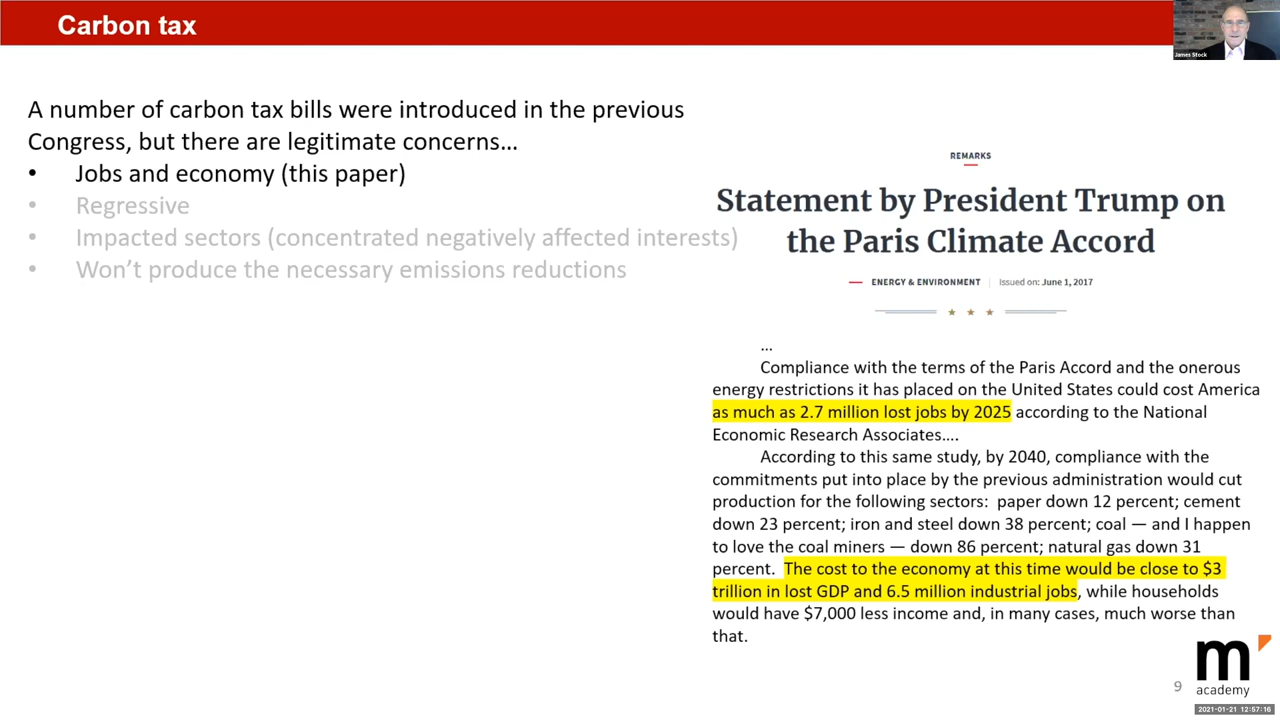 Carbon tax
James Stock
A number of carbon tax bills were introduced in the previous
Congress, but there are legitimate concerns…
• Jobs and economy (this paper)
• Regressive
• Impacted sectors (concentrated negatively affected interests)
• Won’t produce the necessary emissions reductions
REMARKS
Statement by President Trump on
the Paris Climate Accord
ENERGY & ENVIRONMENT | Issued on: June 1, 2017
…
Compliance with the terms of the Paris Accord and the onerous
energy restrictions it has placed on the United States could cost America
as much as 2.7 million lost jobs by 2025 according to the National
Economic Research Associates….
According to this same study, by 2040, compliance with the
commitments put into place by the previous administration would cut
production for the following sectors:  paper down 12 percent; cement
down 23 percent; iron and steel down 38 percent; coal — and I happen
to love the coal miners — down 86 percent; natural gas down 31
percent.  The cost to the economy at this time would be close to $3
trillion in lost GDP and 6.5 million industrial jobs, while households
would have $7,000 less income and, in many cases, much worse than
that.
9
m
academy
2021-01-21 12:57:16